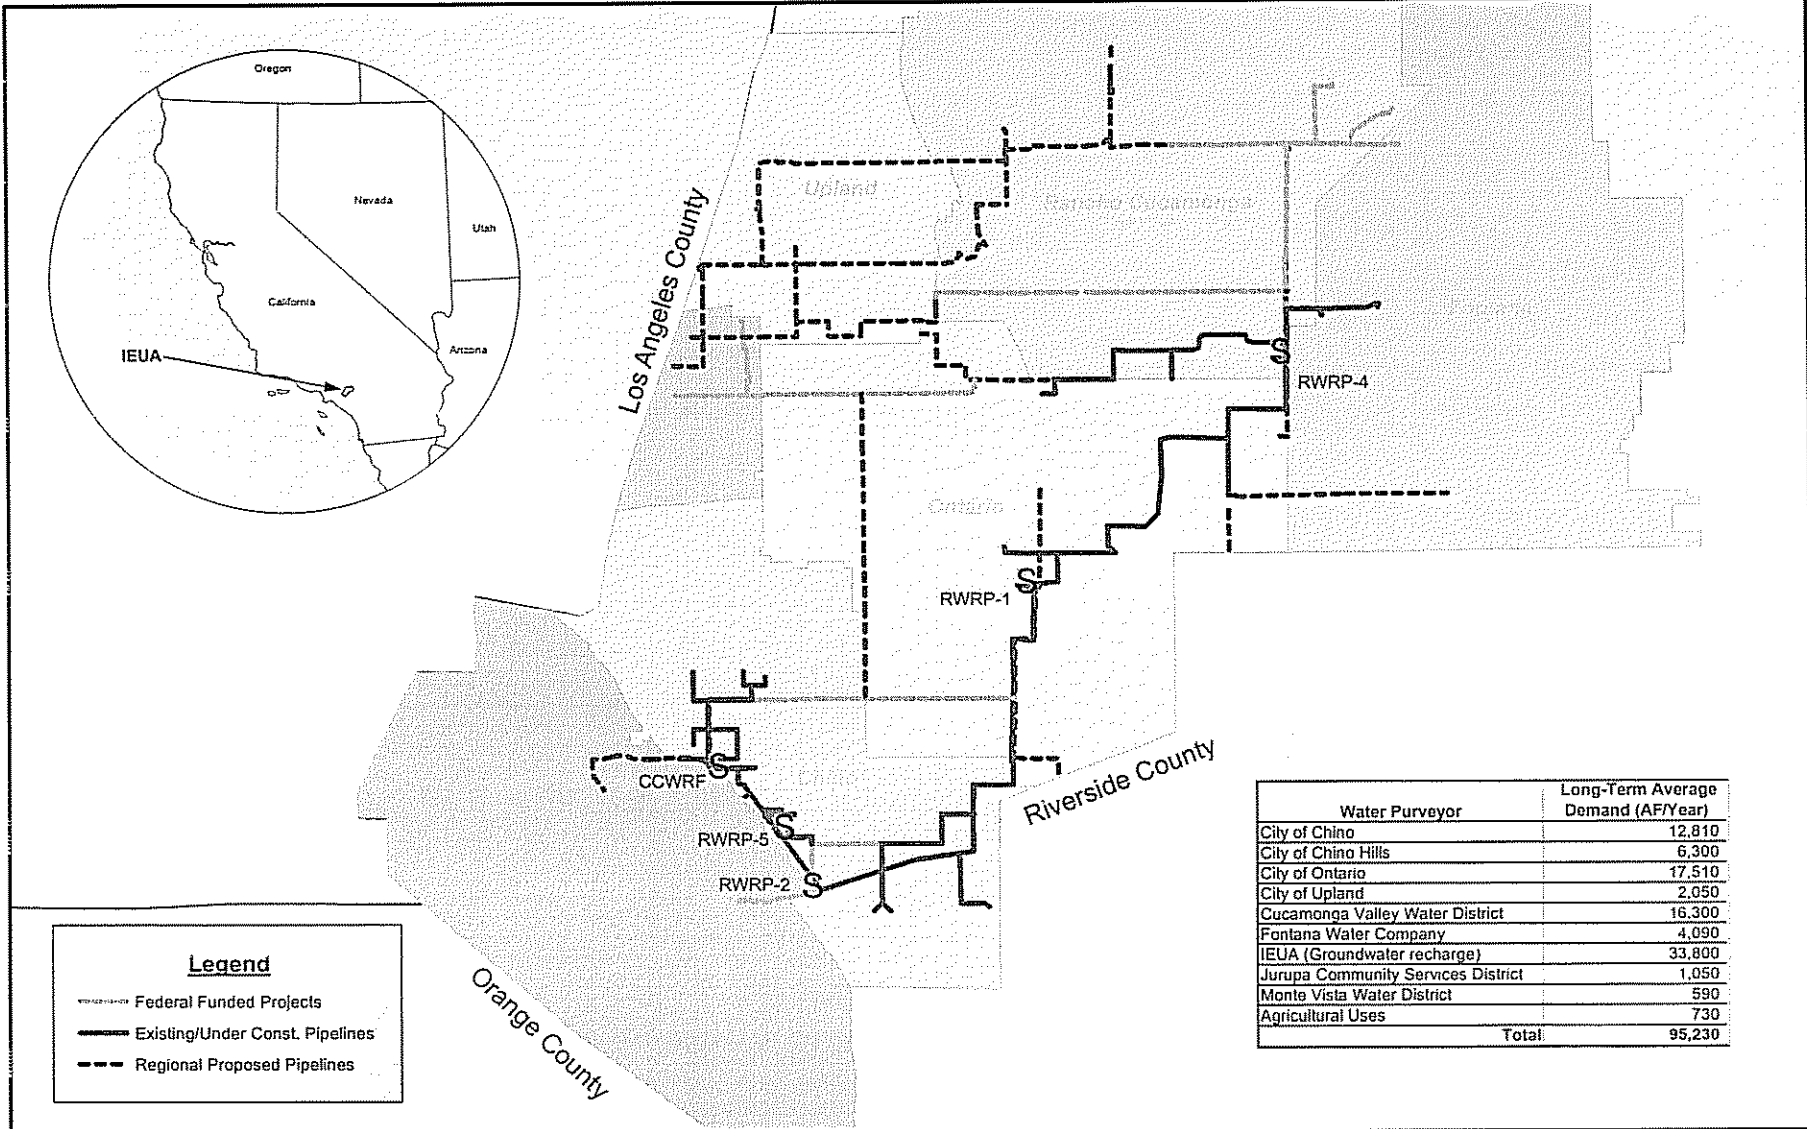 Oregon
Nevada
Utah
California
Arizona
IEUA
Los Angeles County
Upland
Rancho Cucamonga
RWRP-4
Ontario
RWRP-1
CCWRF
RWRP-5
RWRP-2
Riverside County
Orange County
Legend
Federal Funded Projects
Existing/Under Const. Pipelines
Regional Proposed Pipelines
Water Purveyor Long-Term Average Demand (AF/Year)
City of Chino 12,810
City of Chino Hills 6,300
City of Ontario 17,510
City of Upland 2,050
Cucamonga Valley Water District 16,300
Fontana Water Company 4,090
IEUA (Groundwater recharge) 33,800
Jurupa Community Services District 1,050
Monte Vista Water District 590
Agricultural Uses 730
Total 95,230